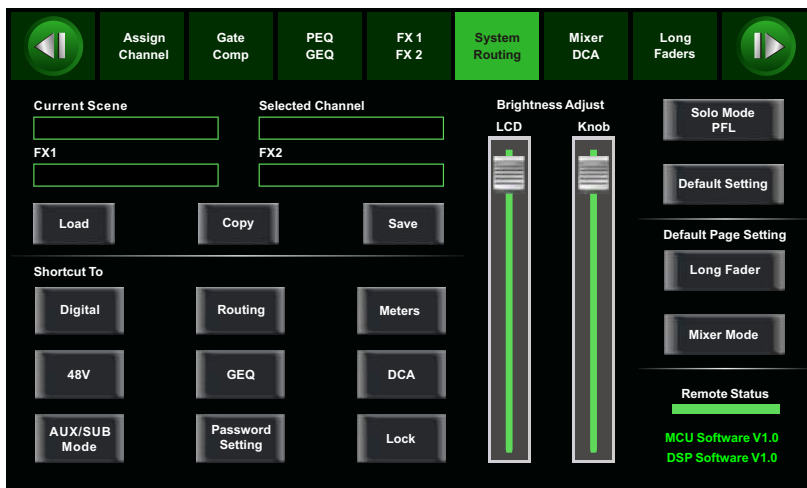 Assign
Channel
Gate
Comp
PEQ
GEQ
FX 1
FX 2
System
Routing
Mixer
DCA
Long
Faders
Current Scene
Selected Channel
FX1
FX2
Load
Copy
Save
Shortcut To
Digital
Routing
Meters
48V
GEQ
DCA
AUX/SUB
Mode
Password
Setting
Lock
Brightness Adjust
LCD
Knob
Solo Mode
PFL
Default Setting
Default Page Setting
Long Fader
Mixer Mode
Remote Status
MCU Software V1.0
DSP Software V1.0